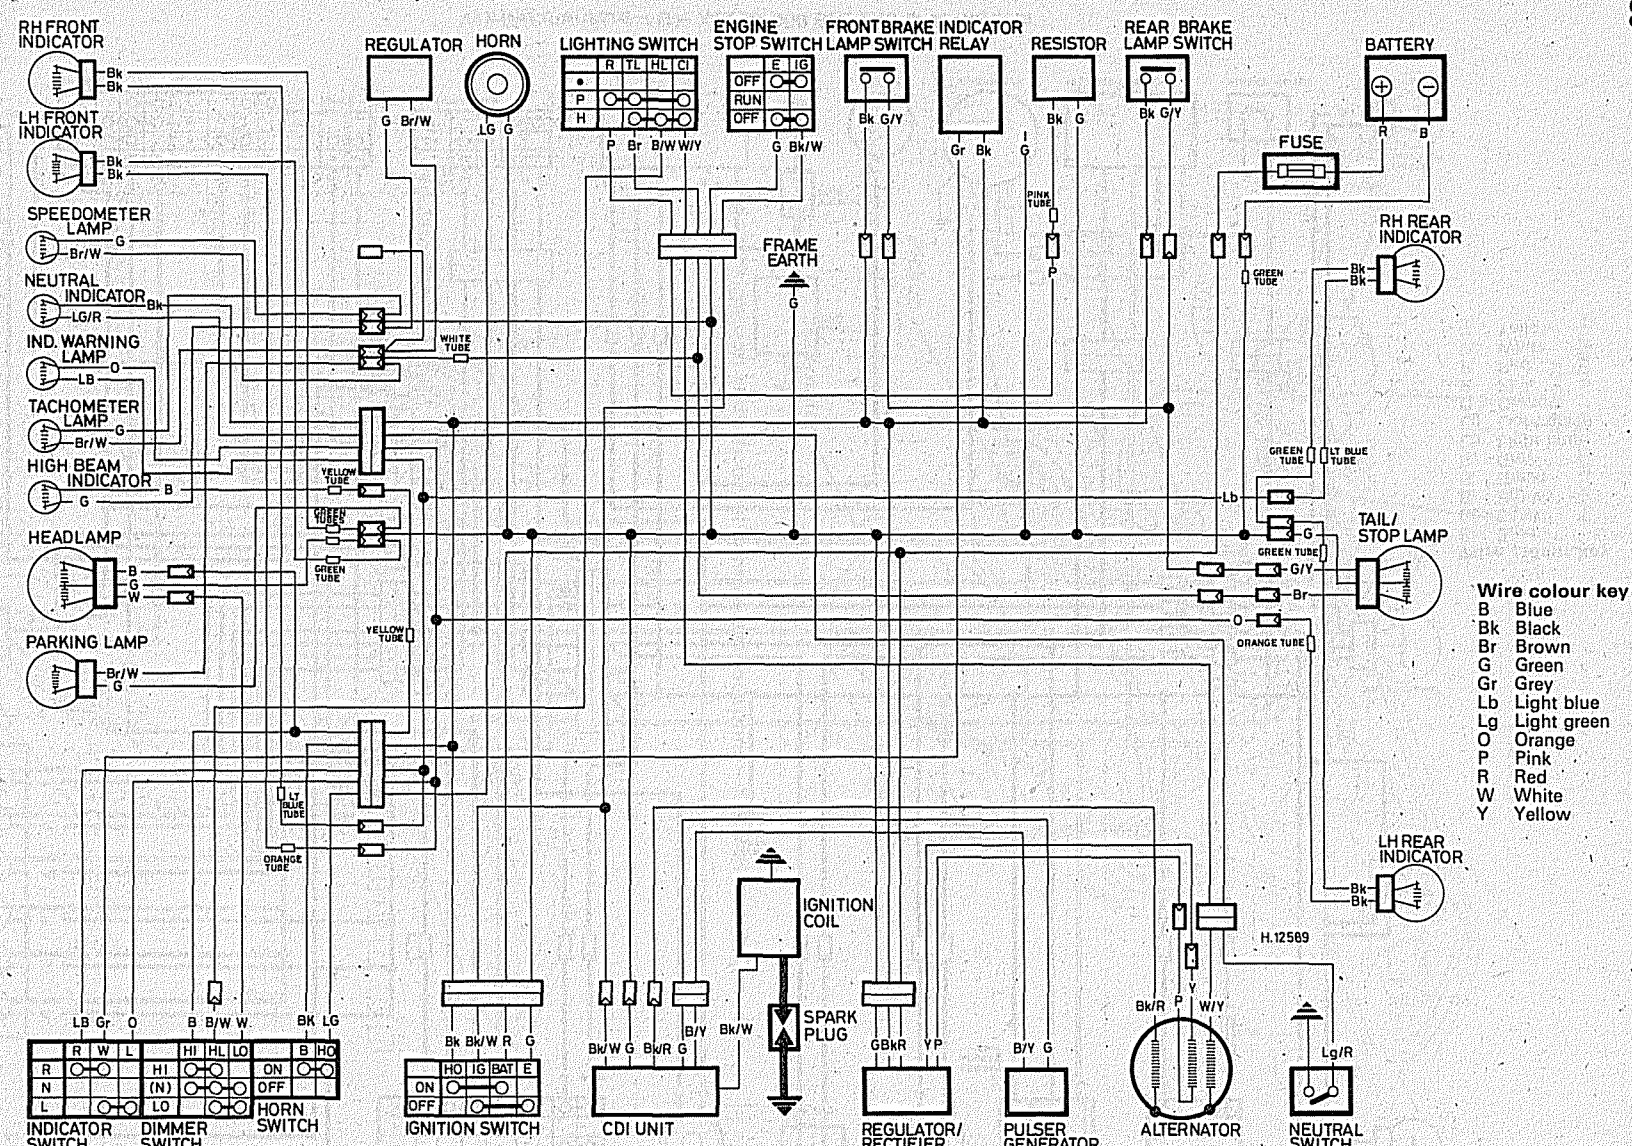 RH FRONT
INDICATOR
Bk
Bk
LH FRONT
INDICATOR
Bk
Bk
SPEEDOMETER
LAMP
G
Br/W
NEUTRAL
INDICATOR
Bk
LG/R
IND. WARNING
LAMP
O
LB
TACHOMETER
LAMP
G
Br/W
HIGH BEAM
INDICATOR
B
G
HEADLAMP
B
G
W
PARKING LAMP
Br/W
G
REGULATOR
G Br/W
HORN
LG G
LIGHTING SWITCH
R TL HL CI
•
P
H
P Br B/W W/Y
ENGINE
STOP SWITCH
E IG
OFF
RUN
OFF
G Bk/W
FRONT BRAKE
LAMP SWITCH
Bk G/Y
INDICATOR
RELAY
Gr Bk
G
RESISTOR
Bk G
PINK
TUBE
P
REAR BRAKE
LAMP SWITCH
Bk G/Y
BATTERY
+ −
R B
FUSE
GREEN
TUBE
FRAME
EARTH
G
WHITE
TUBE
YELLOW
TUBE
GREEN
TUBES
GREEN
TUBE
YELLOW
TUBE
LT
BLUE
TUBE
ORANGE
TUBE
RH REAR
INDICATOR
Bk
Bk
GREEN
TUBE
LT BLUE
TUBE
Lb
G
GREEN TUBE
G/Y
Br
O
ORANGE TUBE
TAIL/
STOP LAMP
Wire colour key
B Blue
Bk Black
Br Brown
G Green
Gr Grey
Lb Light blue
Lg Light green
O Orange
P Pink
R Red
W White
Y Yellow
LH REAR
INDICATOR
Bk
Bk
H.12589
LB Gr O
R W L
R
N
L
INDICATOR
SWITCH
B B/W W
HI HL LO
HI
(N)
LO
DIMMER
SWITCH
BK LG
B HO
ON
OFF
HORN
SWITCH
Bk Bk/W R G
HO IG BAT E
ON
OFF
IGNITION SWITCH
Bk/W G Bk/R G B/Y
Bk/W
CDI UNIT
IGNITION
COIL
SPARK
PLUG
G Bk R Y P
REGULATOR/
RECTIFIER
B/Y G
PULSER
GENERATOR
Bk/R P Y W/Y
ALTERNATOR
Lg/R
NEUTRAL
SWITCH